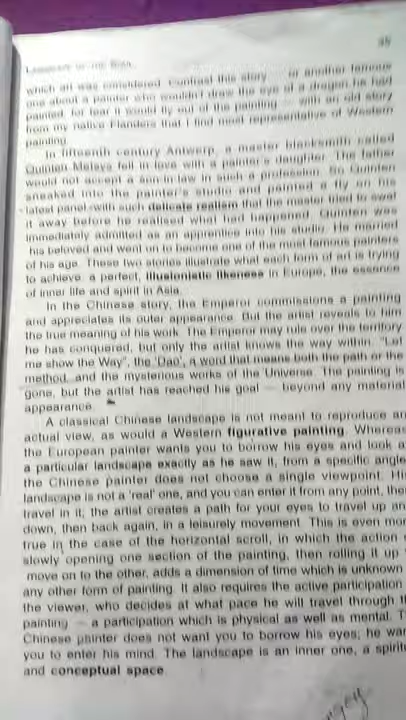 35
LANDSCAPE OF THE SOUL
which art was considered. Contrast this story to another famous
one about a painter who wouldn't draw the eye of a dragon he had
painted, for fear it would fly out of the painting — with an old story
from my native Flanders that I find most representative of Western
painting.
In fifteenth century Antwerp, a master blacksmith called
Quinten Metsys fell in love with a painter's daughter. The father
would not accept a son-in-law in such a profession. So Quinten
sneaked into the painter's studio and painted a fly on his
latest panel, with such delicate realism that the master tried to swat
it away before he realised what had happened. Quinten was
immediately admitted as an apprentice into his studio. He married
his beloved and went on to become one of the most famous painters
of his age. These two stories illustrate what each form of art is trying
to achieve: a perfect, illusionistic likeness in Europe, the essence
of inner life and spirit in Asia.
In the Chinese story, the Emperor commissions a painting
and appreciates its outer appearance. But the artist reveals to him
the true meaning of his work. The Emperor may rule over the territory
he has conquered, but only the artist knows the way within. "Let
me show the Way", the 'Dao', a word that means both the path or the
method, and the mysterious works of the Universe. The painting is
gone, but the artist has reached his goal — beyond any material
appearance.
A classical Chinese landscape is not meant to reproduce an
actual view, as would a Western figurative painting. Whereas
the European painter wants you to borrow his eyes and look a
a particular landscape exactly as he saw it, from a specific angle
the Chinese painter does not choose a single viewpoint. Hi
landscape is not a 'real' one, and you can enter it from any point, the
travel in it; the artist creates a path for your eyes to travel up an
down, then back again, in a leisurely movement. This is even mor
true in the case of the horizontal scroll, in which the action
slowly opening one section of the painting, then rolling it up
move on to the other, adds a dimension of time which is unknown
any other form of painting. It also requires the active participation
the viewer, who decides at what pace he will travel through th
painting — a participation which is physical as well as mental. T
Chinese painter does not want you to borrow his eyes; he wan
you to enter his mind. The landscape is an inner one, a spirit
and conceptual space.